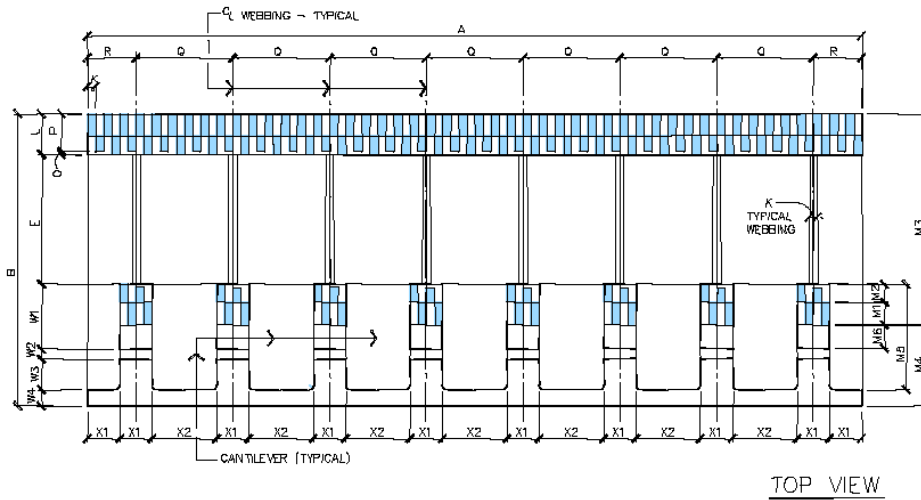 CL WEBBING - TYPICAL
A
R Q Q Q Q Q Q Q R
K
L P
O
E
B
K
TYPICAL
WEBBING
M3
W1 M2
M1
M6
M5
W2
W3 M4
W4
X1 X1 X2 X1 X2 X1 X2 X1 X2 X1 X2 X1 X2 X1 X2 X1 X1
CANTILEVER (TYPICAL)
TOP VIEW